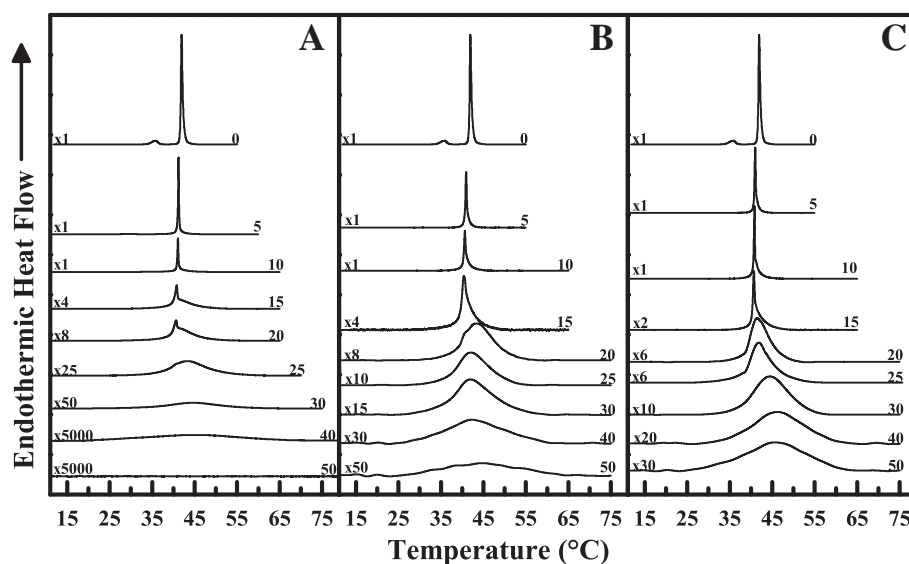 A B C
x1 0 x1 0 x1 0
x1 5 x1 5 x1 5
x1 10 x1 10 x1 10
x4 15 x4 15 x2 15
x8 20 x8 20 x6 20
x25 25 x10 25 x6 25
x50 30 x15 30 x10 30
x5000 40 x30 40 x20 40
x5000 50 x50 50 x30 50
Endothermic Heat Flow
15 25 35 45 55 65 75 15 25 35 45 55 65 75 15 25 35 45 55 65 75
Temperature (°C)